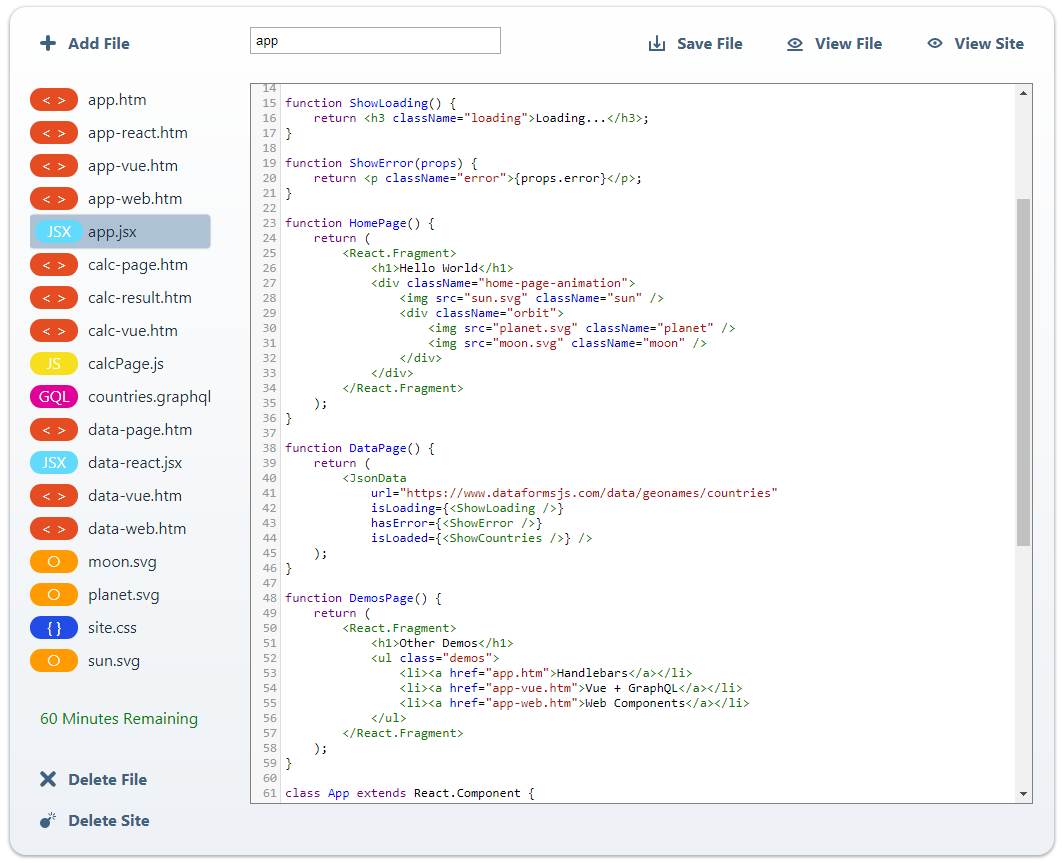 Add File
app
Save File
View File
View Site
< > app.htm
< > app-react.htm
< > app-vue.htm
< > app-web.htm
JSX app.jsx
< > calc-page.htm
< > calc-result.htm
< > calc-vue.htm
JS calcPage.js
GQL countries.graphql
< > data-page.htm
JSX data-react.jsx
< > data-vue.htm
< > data-web.htm
moon.svg
planet.svg
{ } site.css
sun.svg
60 Minutes Remaining
Delete File
Delete Site
14
15 function ShowLoading() {
16     return <h3 className="loading">Loading...</h3>;
17 }
18
19 function ShowError(props) {
20     return <p className="error">{props.error}</p>;
21 }
22
23 function HomePage() {
24     return (
25         <React.Fragment>
26             <h1>Hello World</h1>
27             <div className="home-page-animation">
28                 <img src="sun.svg" className="sun" />
29                 <div className="orbit">
30                     <img src="planet.svg" className="planet" />
31                     <img src="moon.svg" className="moon" />
32                 </div>
33             </div>
34         </React.Fragment>
35     );
36 }
37
38 function DataPage() {
39     return (
40         <JsonData
41             url="https://www.dataformsjs.com/data/geonames/countries"
42             isLoading={<ShowLoading />}
43             hasError={<ShowError />}
44             isLoaded={<ShowCountries />} />
45     );
46 }
47
48 function DemosPage() {
49     return (
50         <React.Fragment>
51             <h1>Other Demos</h1>
52             <ul class="demos">
53                 <li><a href="app.htm">Handlebars</a></li>
54                 <li><a href="app-vue.htm">Vue + GraphQL</a></li>
55                 <li><a href="app-web.htm">Web Components</a></li>
56             </ul>
57         </React.Fragment>
58     );
59 }
60
61 class App extends React.Component {